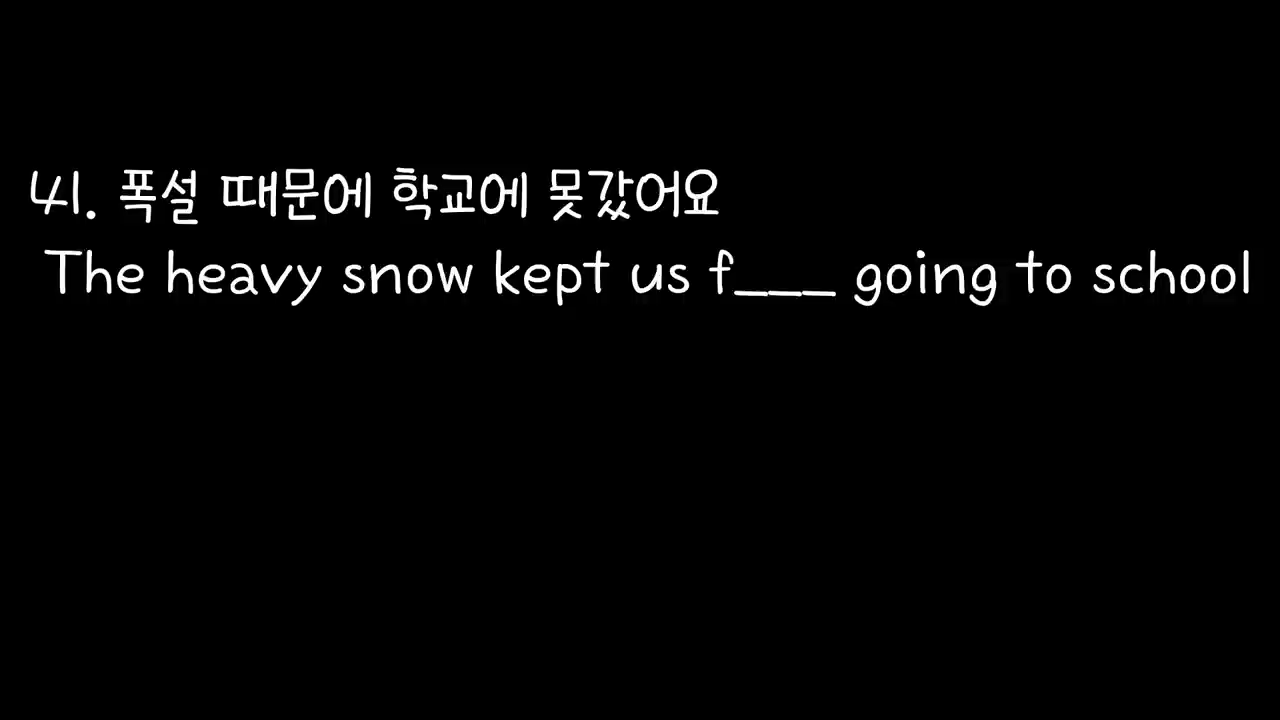 41. 폭설 때문에 학교에 못갔어요
The heavy snow kept us f___ going to school